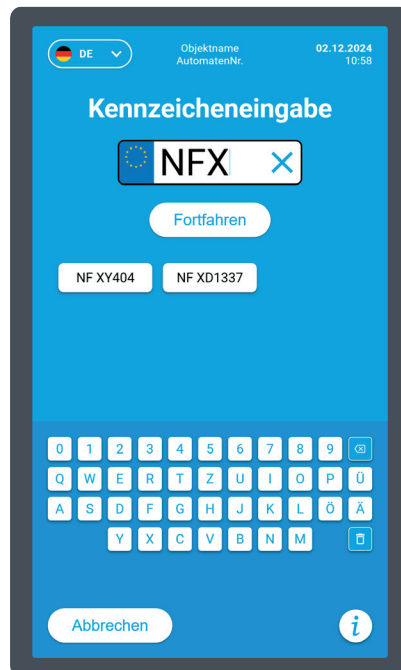 DE
Objektname
AutomatenNr.
02.12.2024
10:58
Kennzeicheneingabe
NFX
Fortfahren
NF XY404 NF XD1337
0 1 2 3 4 5 6 7 8 9
Q W E R T Z U I O P Ü
A S D F G H J K L Ö Ä
Y X C V B N M
Abbrechen
i